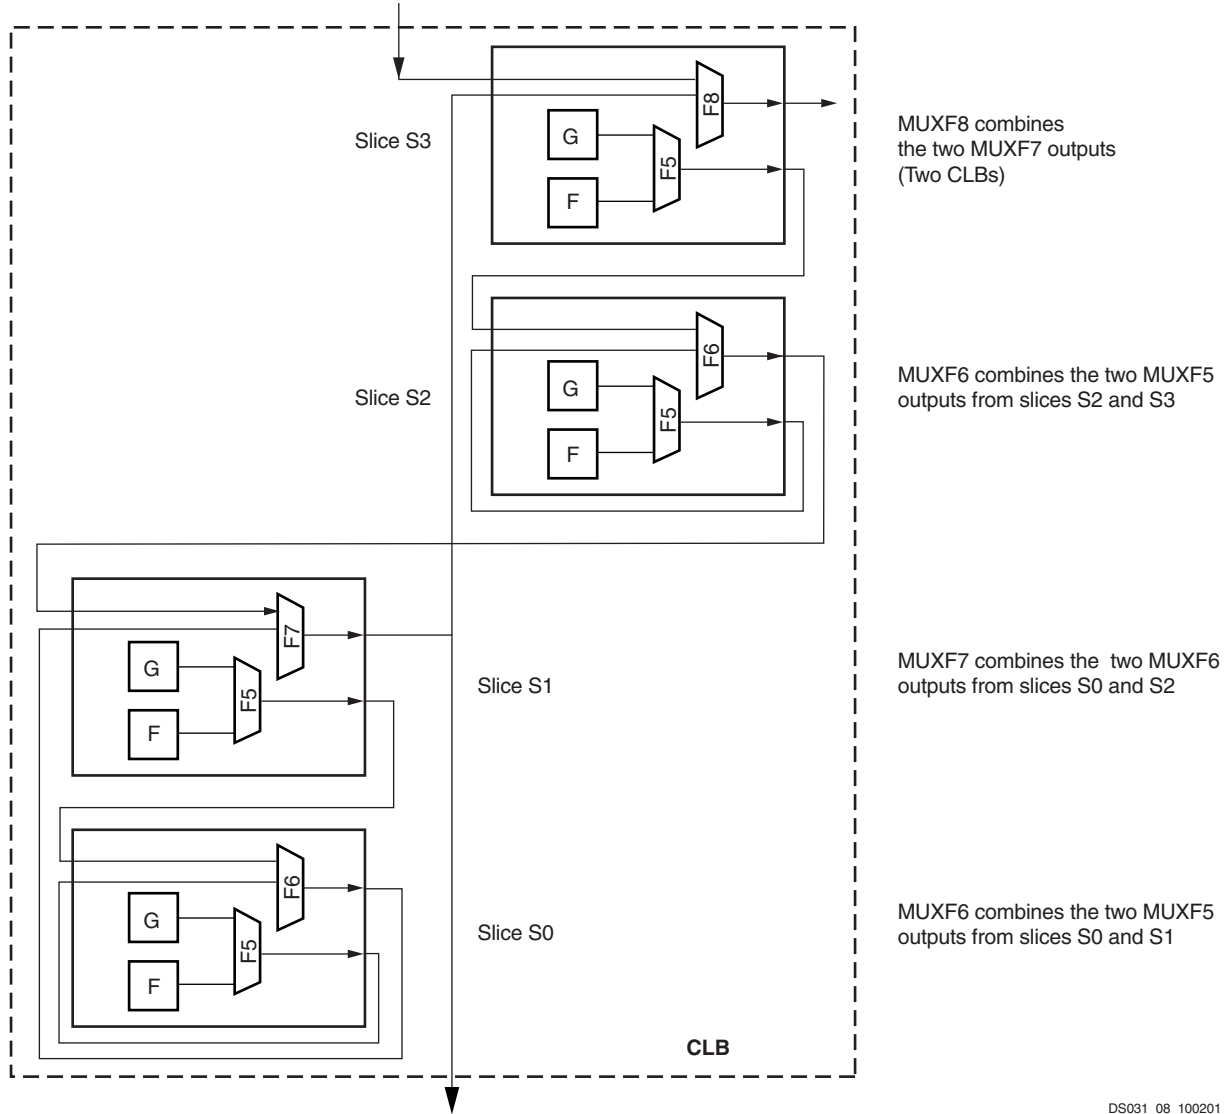 F8
Slice S3
G
F5
F
MUXF8 combines
the two MUXF7 outputs
(Two CLBs)
F6
Slice S2
G
F5
F
MUXF6 combines the two MUXF5
outputs from slices S2 and S3
F7
G
F5
F
Slice S1
MUXF7 combines the two MUXF6
outputs from slices S0 and S2
F6
G
F5
F
Slice S0
MUXF6 combines the two MUXF5
outputs from slices S0 and S1
CLB
DS031_08_100201